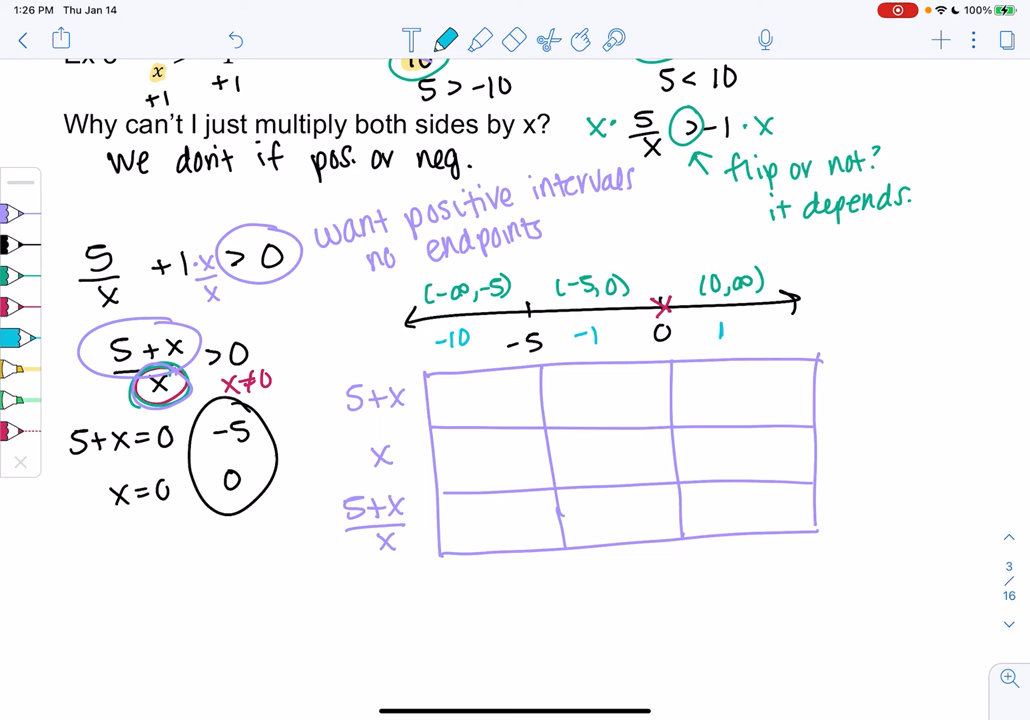 1:26 PM Thu Jan 14
100%
x
+1
+1
10
5 > -10
5 < 10
Why can't I just multiply both sides by x?
x· 5/x > -1 ·x
We don't if pos. or neg.
flip or not?
it depends.
want positive intervals
no endpoints
5/x + 1·x/x > 0
(-∞,-5) (-5,0) (0,∞)
-10 -5 -1 0 1
5+x/x > 0
x≠0
5+x=0 -5
x=0 0
5+x
x
5+x/x
3
/
16